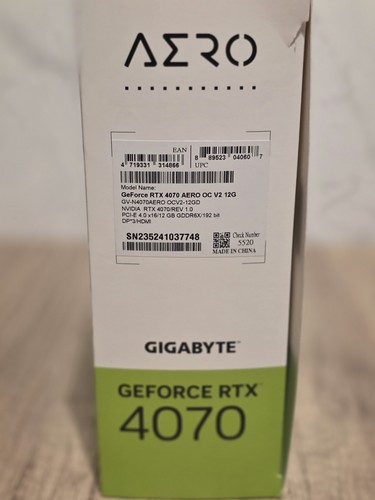 AERO
EAN
4 719331 314866
8 89523 04060 7
UPC
Model Name:
GeForce RTX 4070 AERO OC V2 12G
GV-N4070AERO OCV2-12GD
NVIDIA RTX 4070/REV 1.0
PCI-E 4.0 x16/12 GB GDDR6X/192 bit
DP*3/HDMI
SN235241037748
Check Number
5520
MADE IN CHINA
GIGABYTE™
GEFORCE RTX™
4070